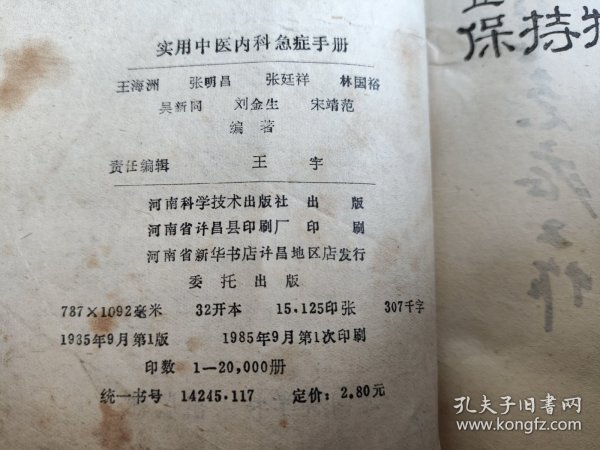 实用中医内科急症手册
王海洲 张明昌 张廷祥 林国裕
吴新同 刘金生 宋靖范
编著
责任编辑 王宇
河南科学技术出版社 出版
河南省许昌县印刷厂 印刷
河南省新华书店许昌地区店发行
委托出版
787×1092毫米 32开本 15.125印张 307千字
1935年9月第1版 1985年9月第1次印刷
印数 1—20,000册
统一书号 14245·117 定价：2.80元
保持
工作
孔夫子旧书网
www.kongfz.com